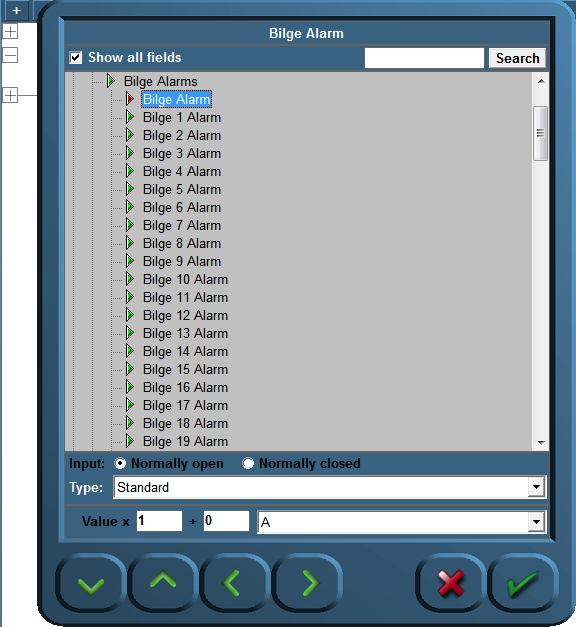 Bilge Alarm
Show all fields
Search
Bilge Alarms
Bilge Alarm
Bilge 1 Alarm
Bilge 2 Alarm
Bilge 3 Alarm
Bilge 4 Alarm
Bilge 5 Alarm
Bilge 6 Alarm
Bilge 7 Alarm
Bilge 8 Alarm
Bilge 9 Alarm
Bilge 10 Alarm
Bilge 11 Alarm
Bilge 12 Alarm
Bilge 13 Alarm
Bilge 14 Alarm
Bilge 15 Alarm
Bilge 16 Alarm
Bilge 17 Alarm
Bilge 18 Alarm
Bilge 19 Alarm
Input: Normally open Normally closed
Type: Standard
Value x 1 + 0 A